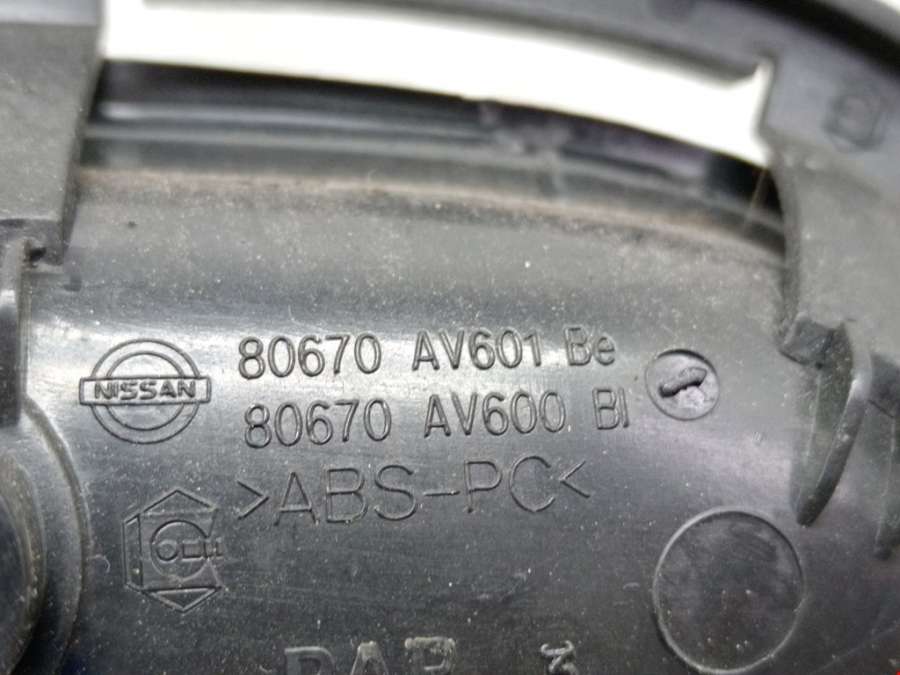 NISSAN
80670 AV601 Be
80670 AV600 Bl
>ABS-PC<